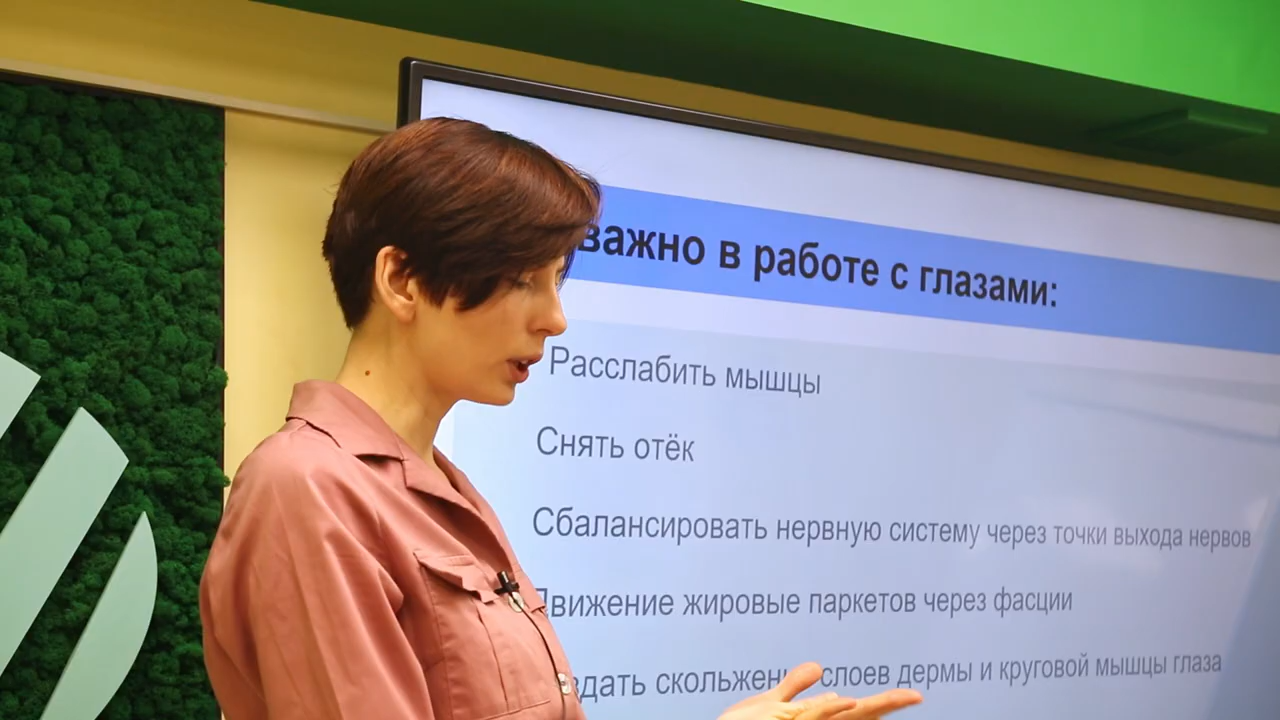 важно в работе с глазами:
Расслабить мышцы
Снять отёк
Сбалансировать нервную систему через точки выхода нервов
Движение жировые паркетов через фасции
слоев дермы и круговой мышцы глаза